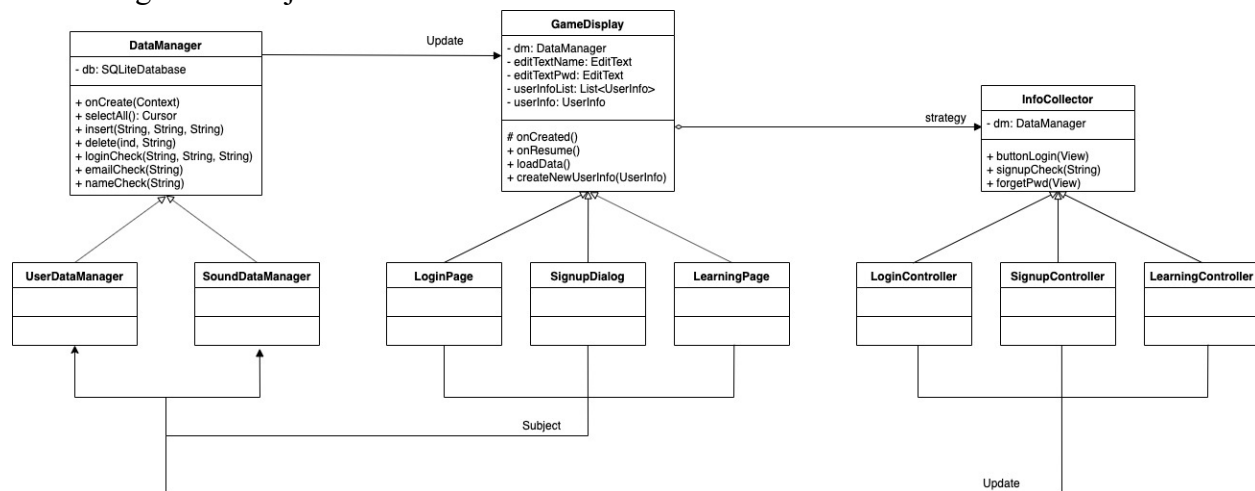 DataManager
- db: SQLiteDatabase
+ onCreate(Context)
+ selectAll(): Cursor
+ insert(String, String, String)
+ delete(ind, String)
+ loginCheck(String, String, String)
+ emailCheck(String)
+ nameCheck(String)
Update
GameDisplay
- dm: DataManager
- editTextName: EditText
- editTextPwd: EditText
- userInfoList: List<UserInfo>
- userInfo: UserInfo
# onCreated()
+ onResume()
+ loadData()
+ createNewUserInfo(UserInfo)
strategy
InfoCollector
- dm: DataManager
+ buttonLogin(View)
+ signupCheck(String)
+ forgetPwd(View)
UserDataManager
SoundDataManager
LoginPage
SignupDialog
LearningPage
LoginController
SignupController
LearningController
Subject
Update